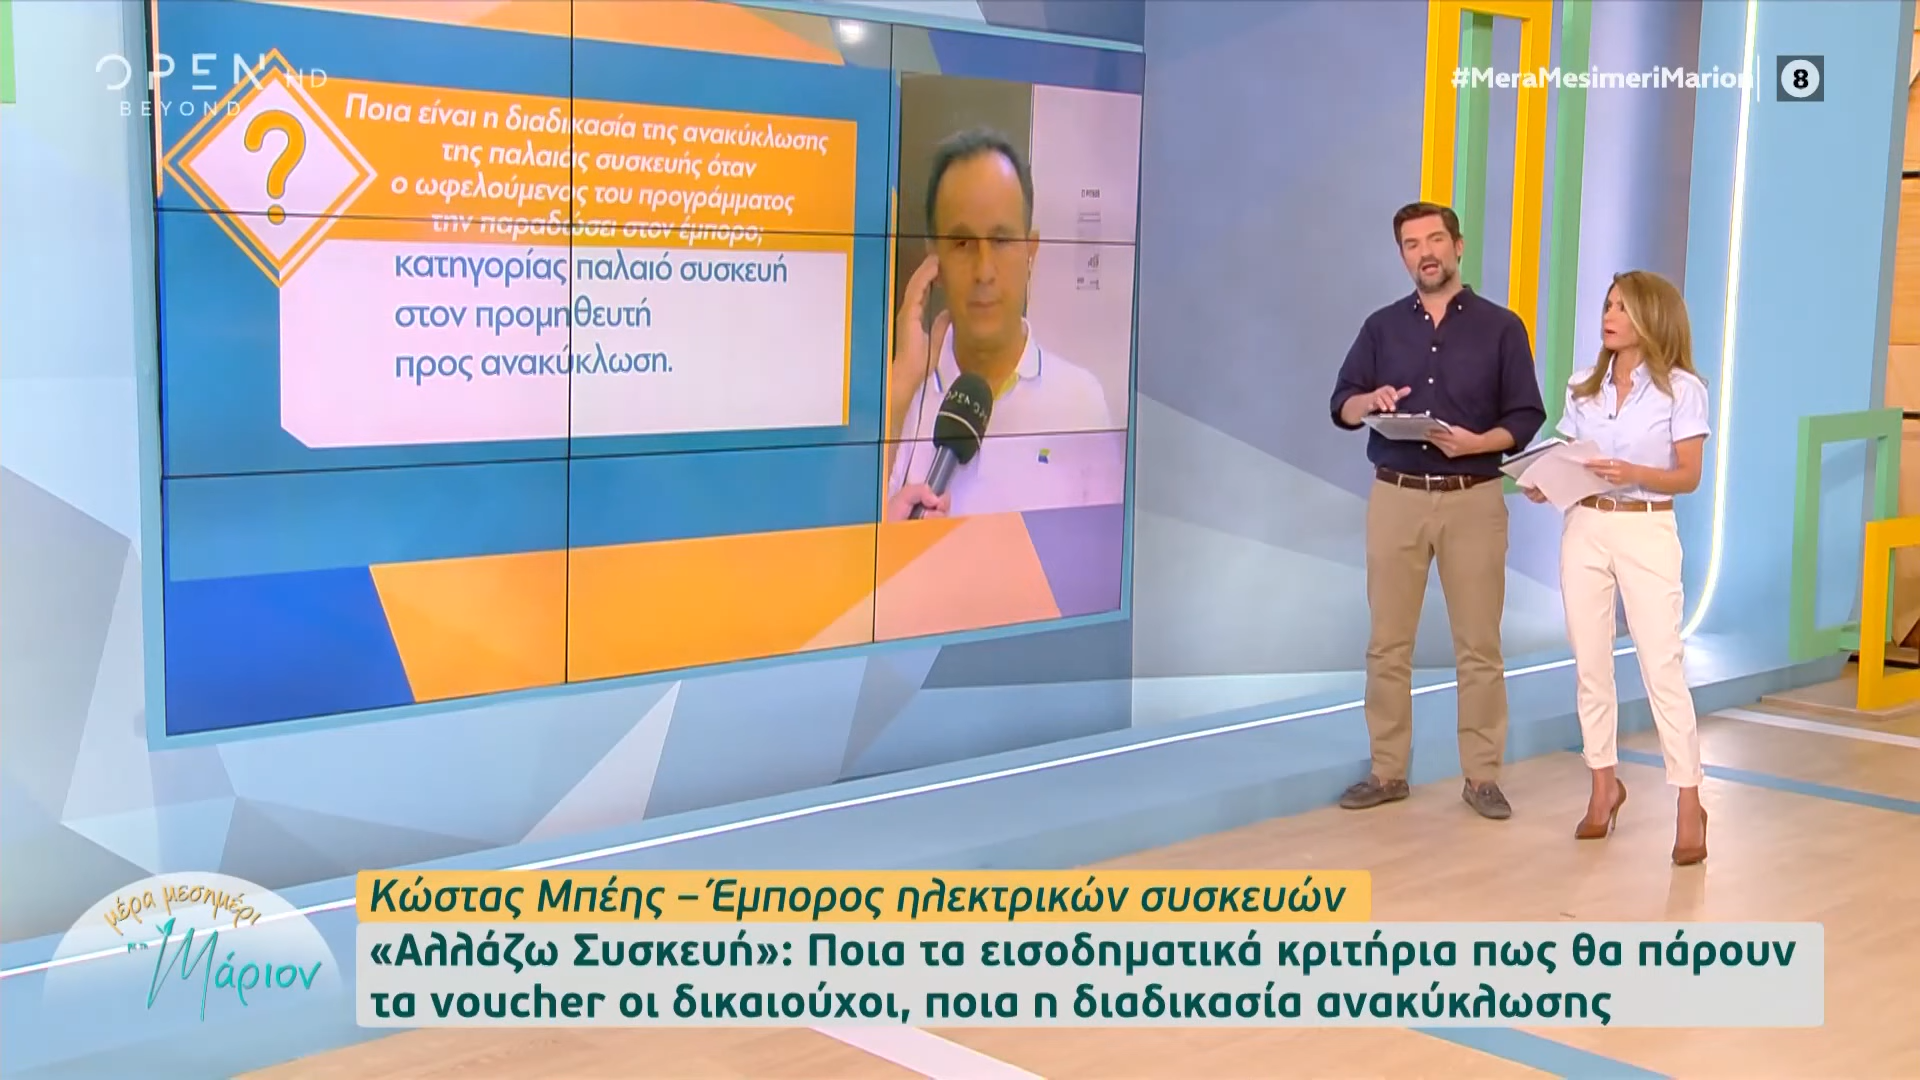 OPEN HD
BEYOND
#MeraMesimeriMarion
8
Ποια είναι η διαδικασία της ανακύκλωσης
της παλαιάς συσκευής όταν
ο ωφελούμενος του προγράμματος
την παραδώσει στον έμπορο;
?
κατηγορίας παλαιό συσκευή
στον προμηθευτή
προς ανακύκλωση.
Κώστας Μπέης – Έμπορος ηλεκτρικών συσκευών
«Αλλάζω Συσκευή»: Ποια τα εισοδηματικά κριτήρια πως θα πάρουν
τα voucher οι δικαιούχοι, ποια η διαδικασία ανακύκλωσης
μέρα μεσημέρι
με τη
Μάριον